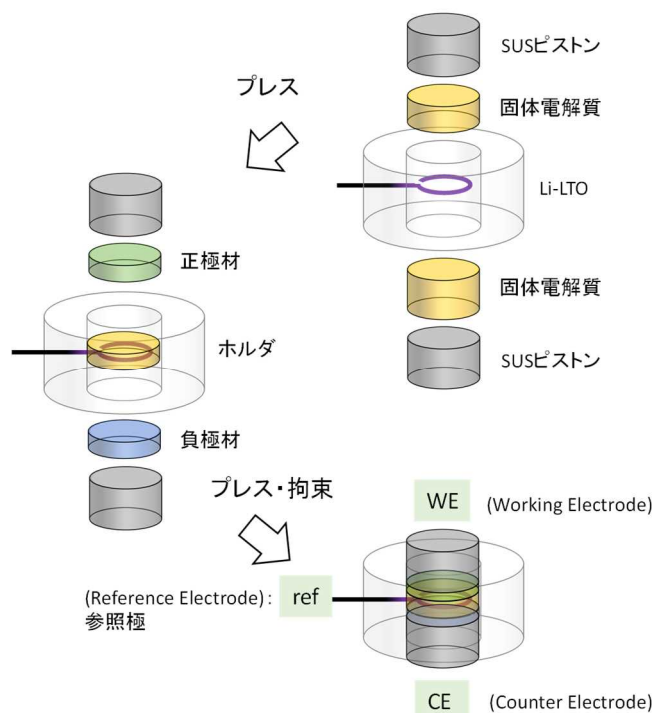 SUSピストン
プレス
固体電解質
Li-LTO
正極材
固体電解質
ホルダ
SUSピストン
負極材
プレス・拘束
WE (Working Electrode)
(Reference Electrode) : ref
参照極
CE (Counter Electrode)